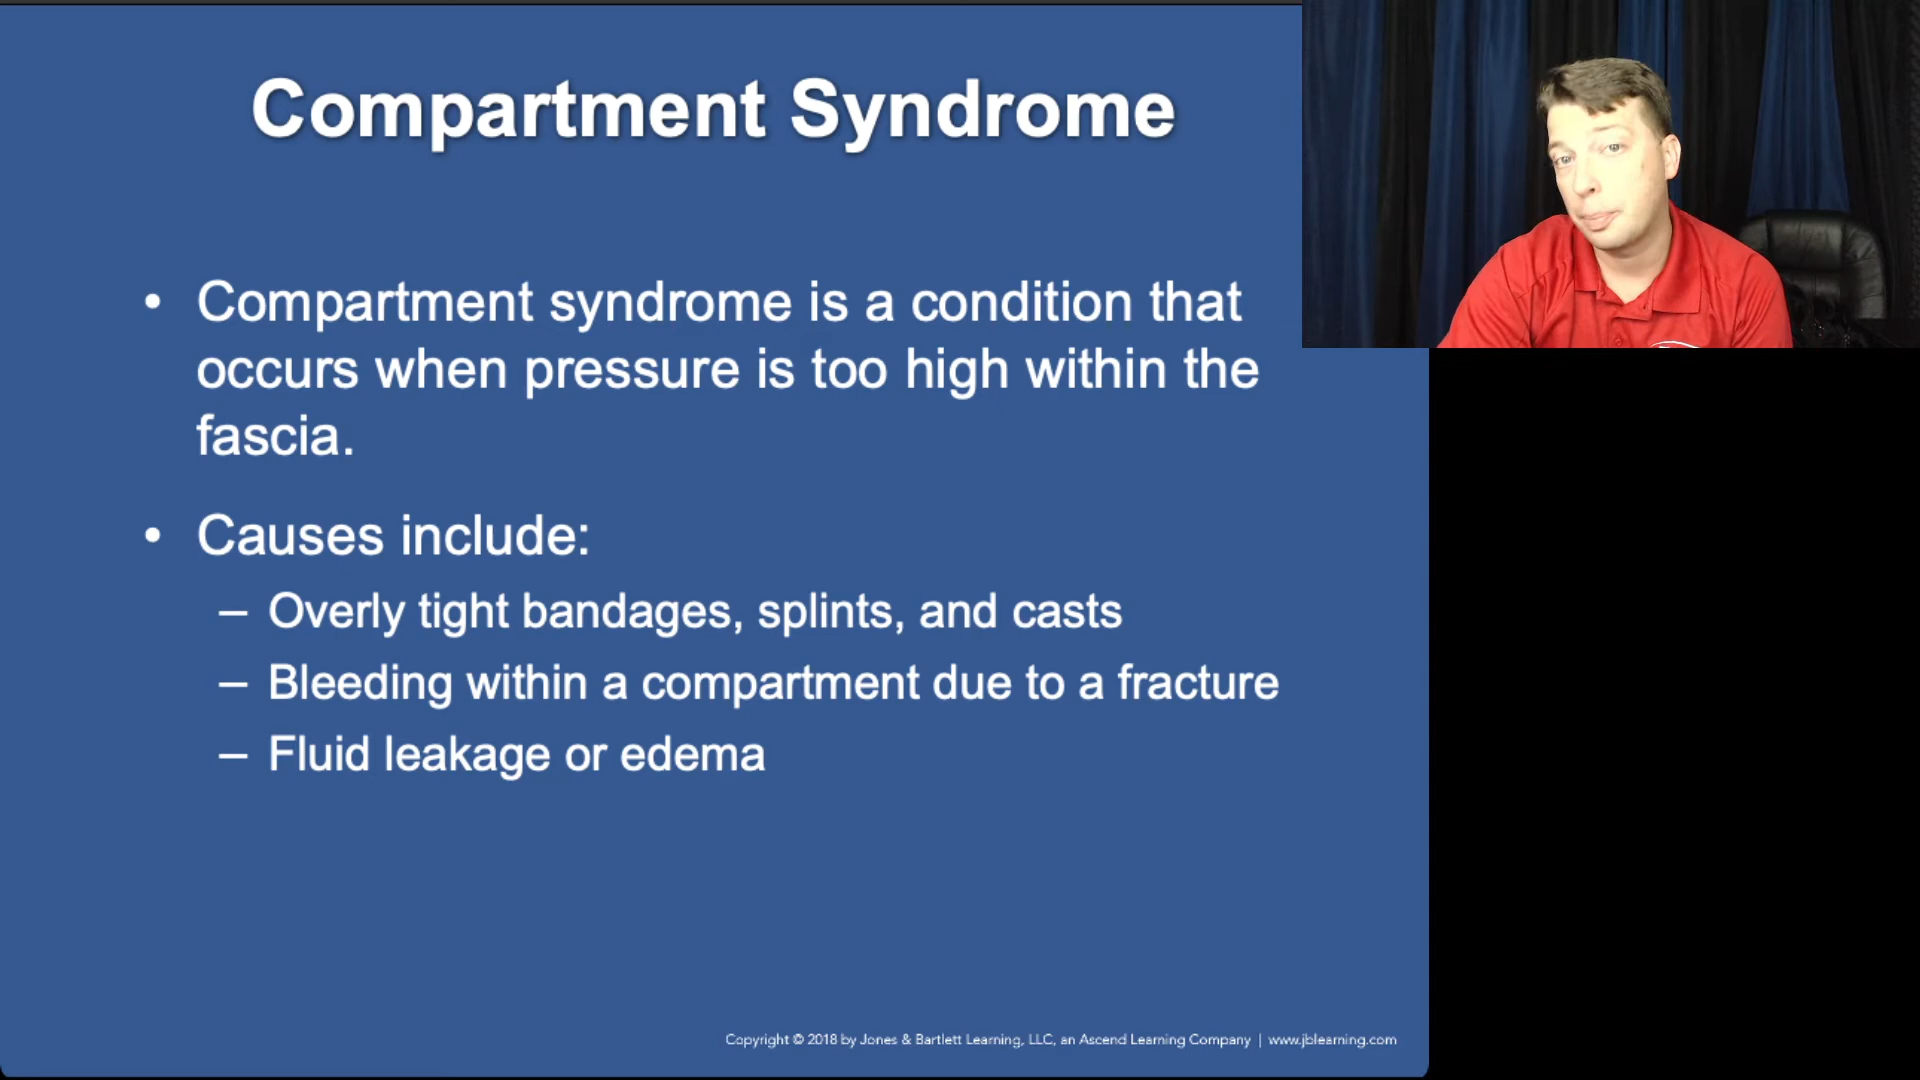 Compartment Syndrome
• Compartment syndrome is a condition that
occurs when pressure is too high within the
fascia.
• Causes include:
– Overly tight bandages, splints, and casts
– Bleeding within a compartment due to a fracture
– Fluid leakage or edema
Copyright © 2018 by Jones & Bartlett Learning, LLC, an Ascend Learning Company | www.jblearning.com